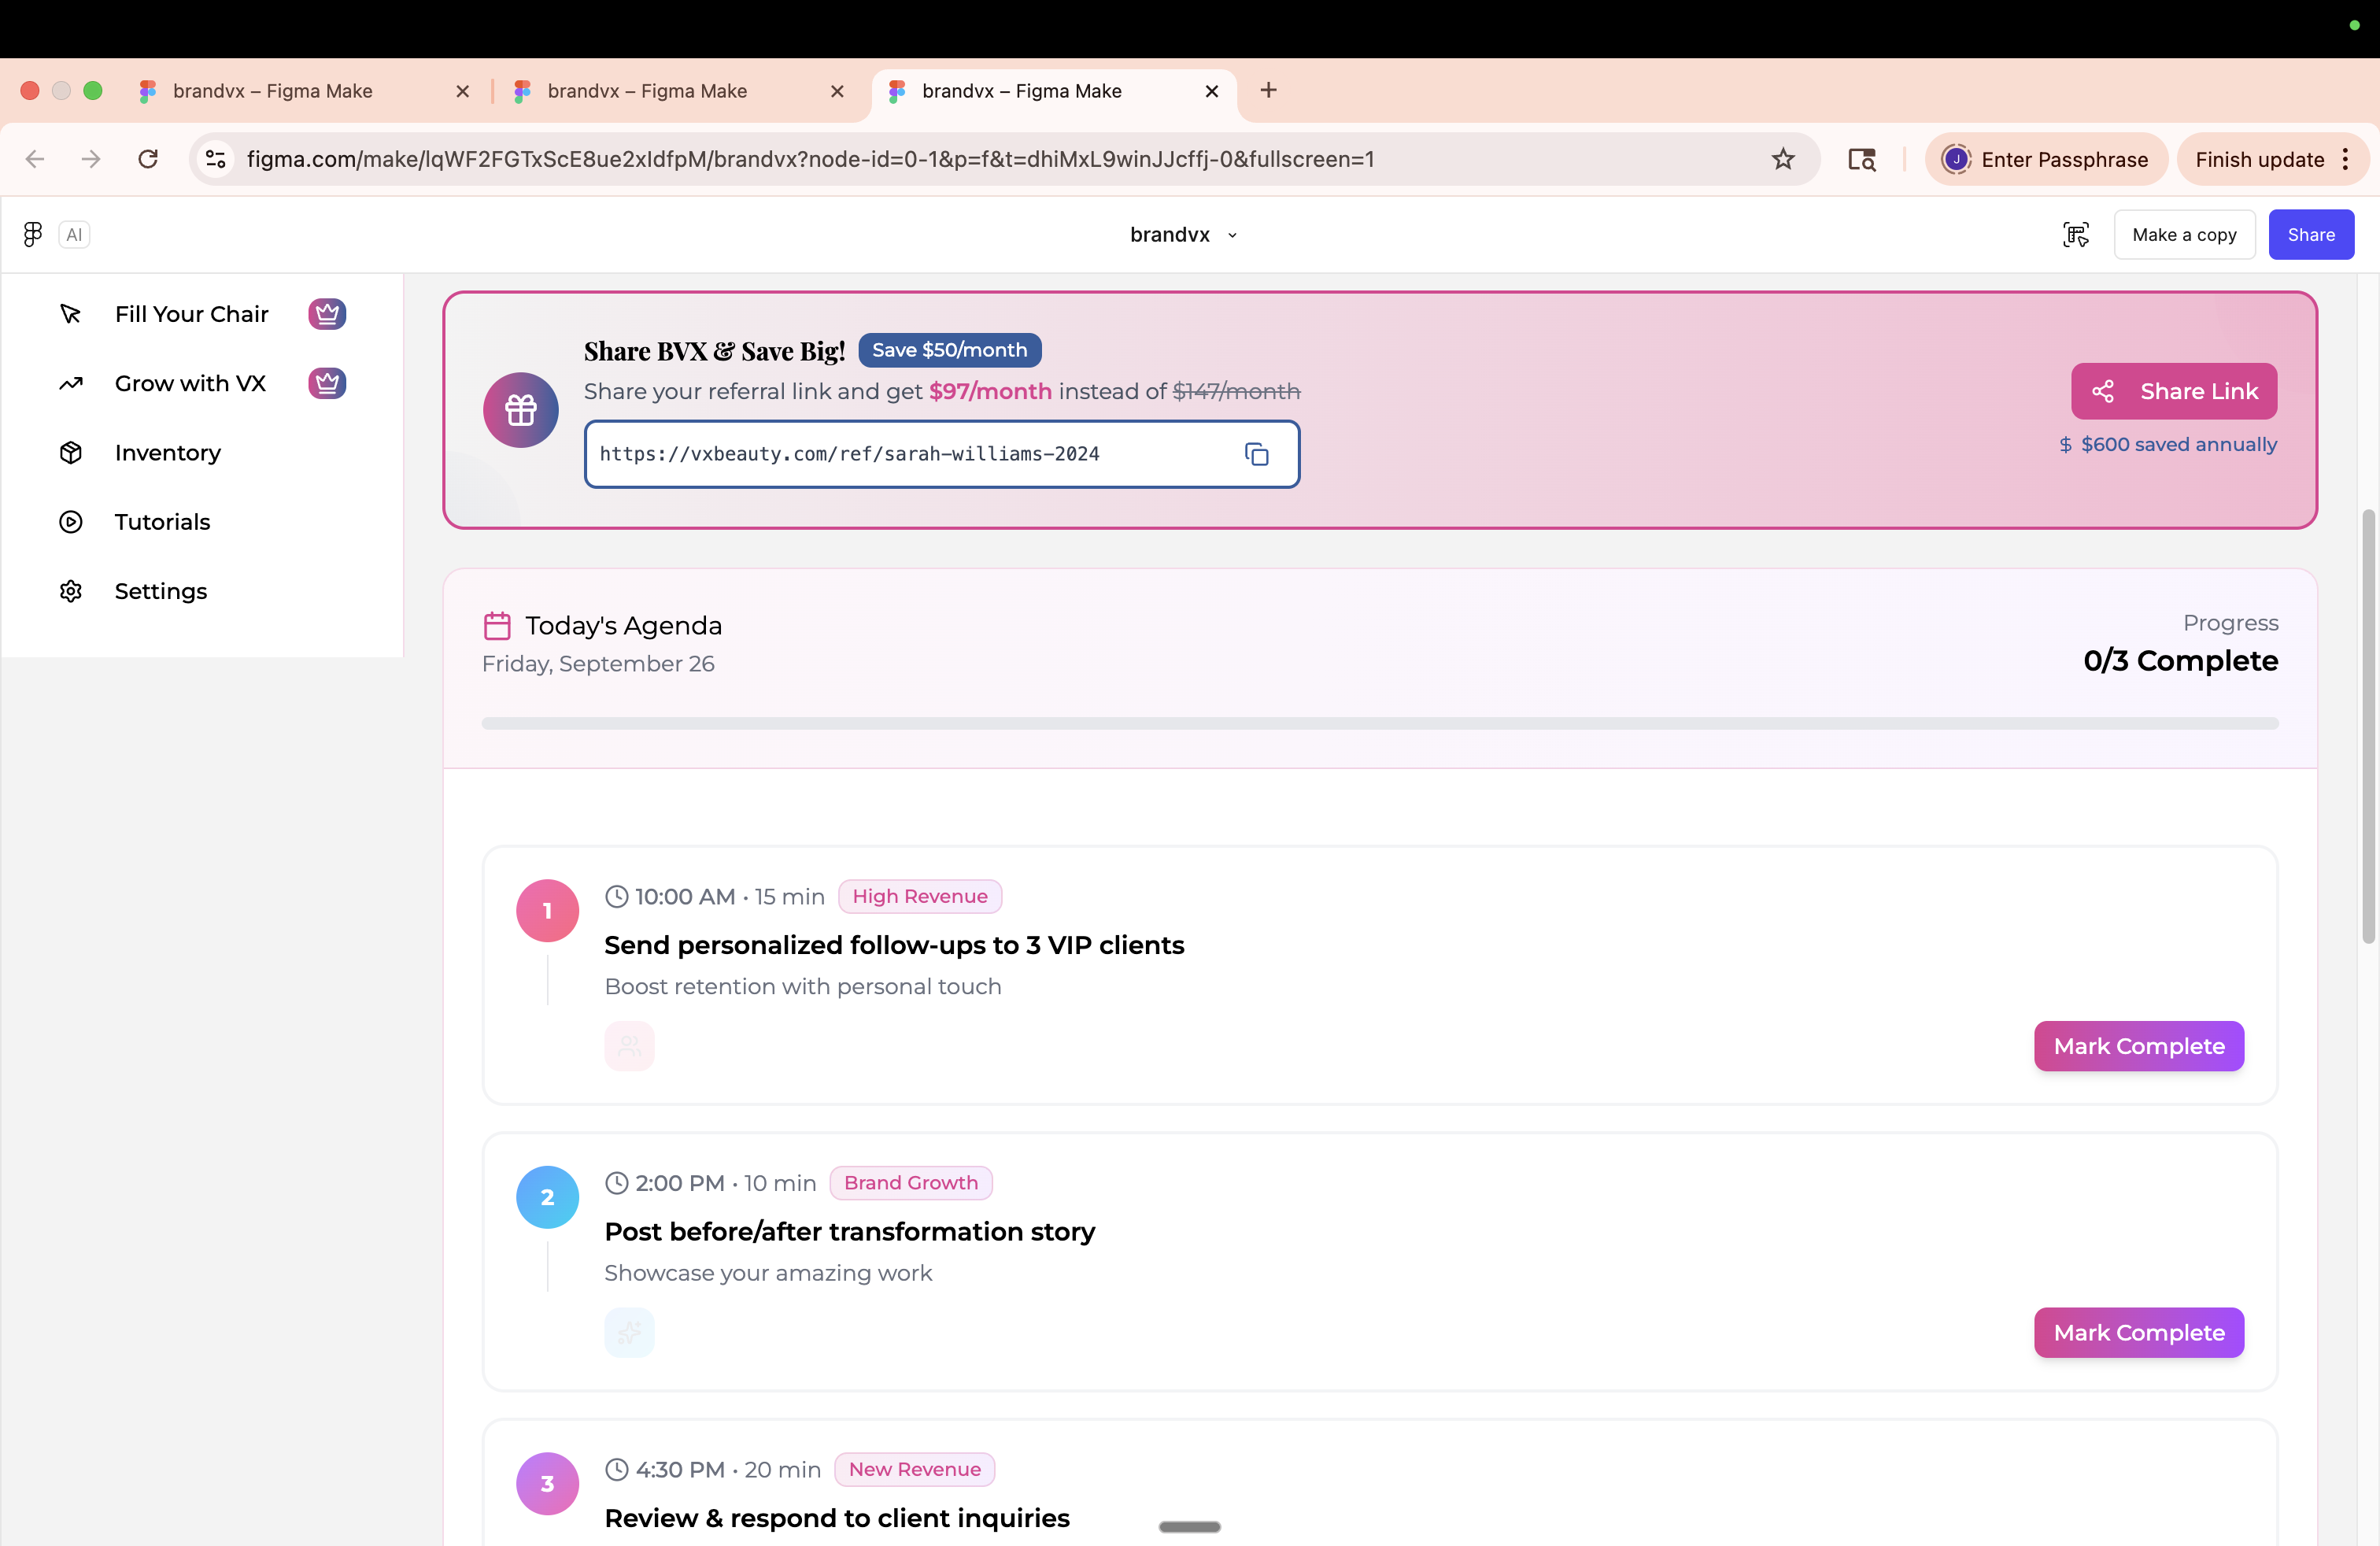 brandvx – Figma Make
brandvx – Figma Make
brandvx – Figma Make
figma.com/make/lqWF2FGTxScE8ue2xIdfpM/brandvx?node-id=0-1&p=f&t=dhiMxL9winJJcffj-0&fullscreen=1
J
Enter Passphrase
Finish update
AI
brandvx
Make a copy
Share
Fill Your Chair
Grow with VX
Inventory
Tutorials
Settings
Share BVX & Save Big!
Save $50/month
Share your referral link and get $97/month instead of $147/month
https://vxbeauty.com/ref/sarah-williams-2024
Share Link
$ $600 saved annually
Today's Agenda
Friday, September 26
Progress
0/3 Complete
1
10:00 AM • 15 min
High Revenue
Send personalized follow-ups to 3 VIP clients
Boost retention with personal touch
Mark Complete
2
2:00 PM • 10 min
Brand Growth
Post before/after transformation story
Showcase your amazing work
Mark Complete
3
4:30 PM • 20 min
New Revenue
Review & respond to client inquiries